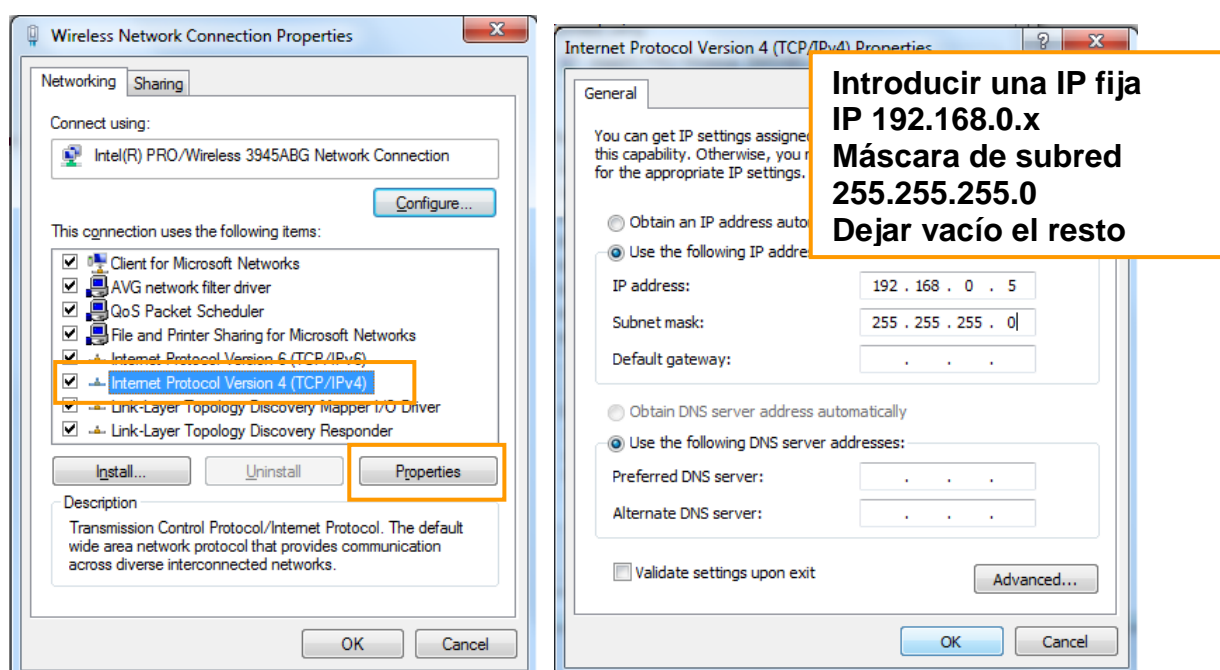 Wireless Network Connection Properties
Networking
Sharing
Connect using:
Intel(R) PRO/Wireless 3945ABG Network Connection
Configure...
This connection uses the following items:
Client for Microsoft Networks
AVG network filter driver
QoS Packet Scheduler
File and Printer Sharing for Microsoft Networks
Internet Protocol Version 6 (TCP/IPv6)
Internet Protocol Version 4 (TCP/IPv4)
Link-Layer Topology Discovery Mapper I/O Driver
Link-Layer Topology Discovery Responder
Install...
Uninstall
Properties
Description
Transmission Control Protocol/Internet Protocol. The default
wide area network protocol that provides communication
across diverse interconnected networks.
OK
Cancel
Internet Protocol Version 4 (TCP/IPv4) Properties
General
You can get IP settings assigned
this capability. Otherwise, you
for the appropriate IP settings.
Introducir una IP fija
IP 192.168.0.x
Máscara de subred
255.255.255.0
Dejar vacío el resto
Obtain an IP address
Use the following IP
IP address:
192 . 168 . 0 . 5
Subnet mask:
255 . 255 . 255 . 0
Default gateway:
. . .
Obtain DNS server address automatically
Use the following DNS server addresses:
Preferred DNS server:
. . .
Alternate DNS server:
. . .
Validate settings upon exit
Advanced...
OK
Cancel